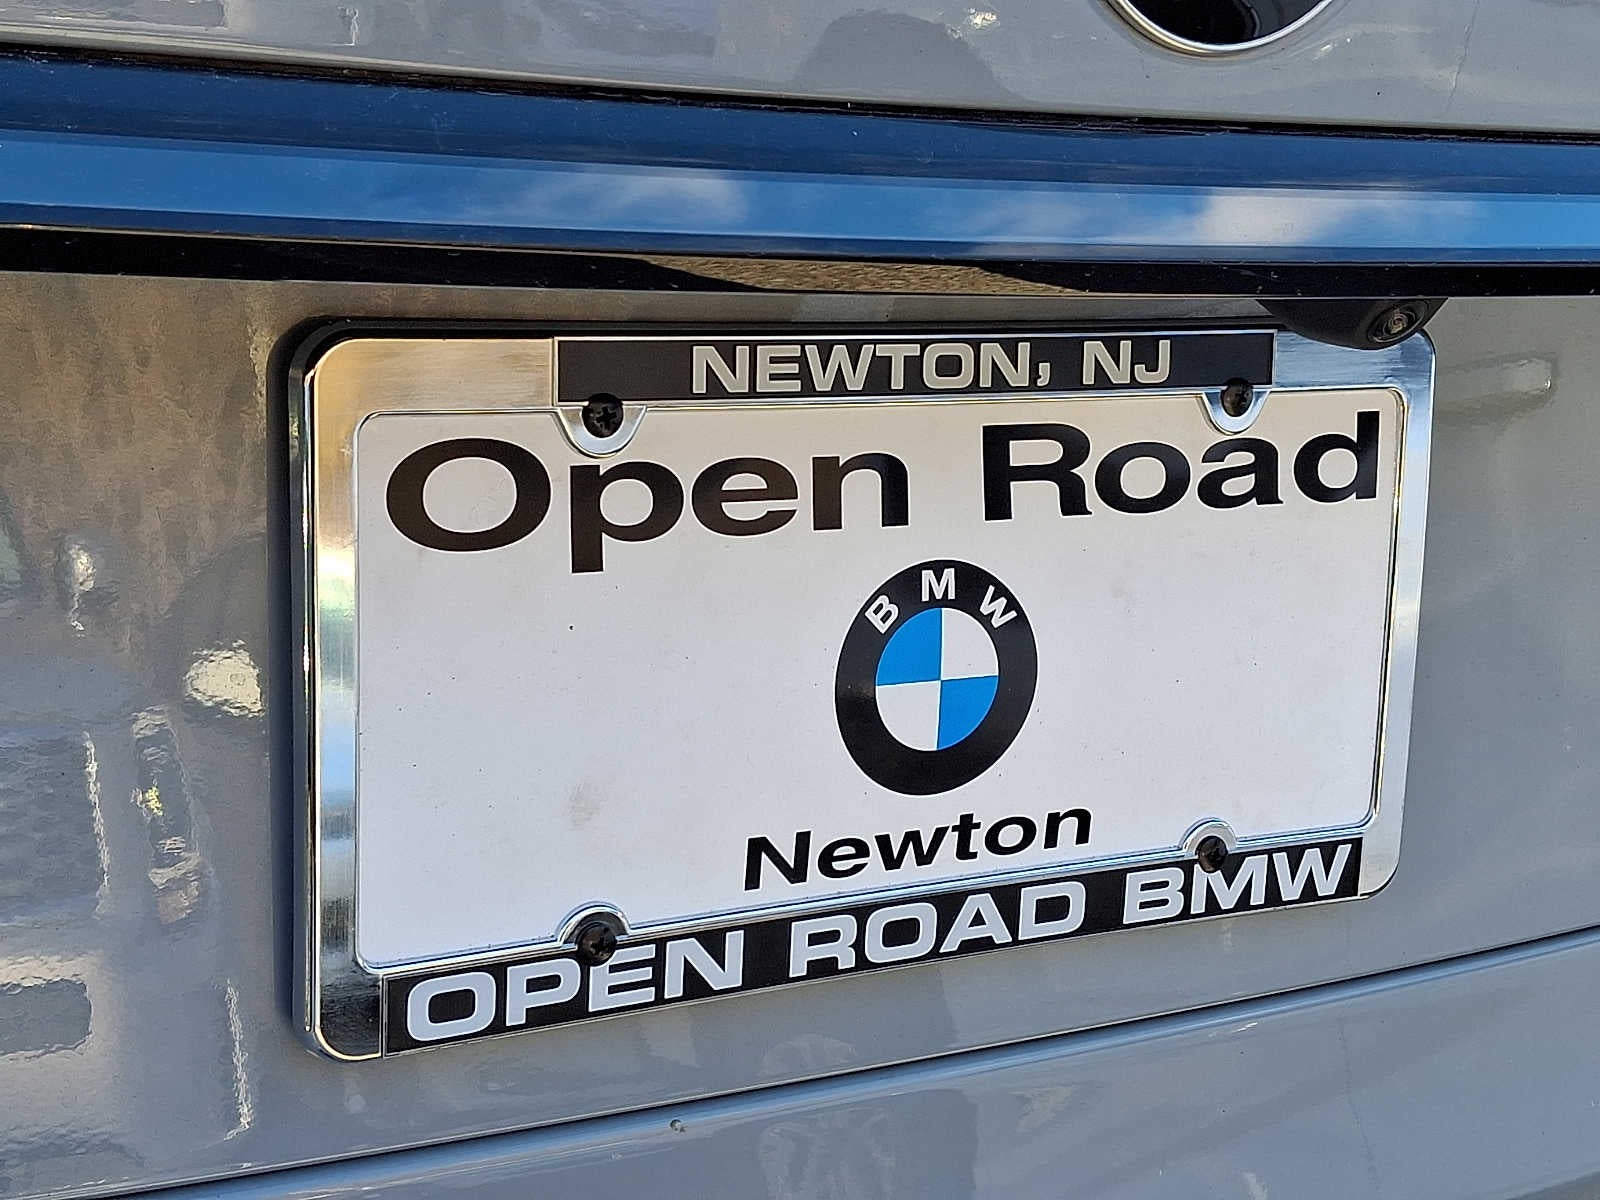 NEWTON, NJ
Open Road
BMW
Newton
OPEN ROAD BMW